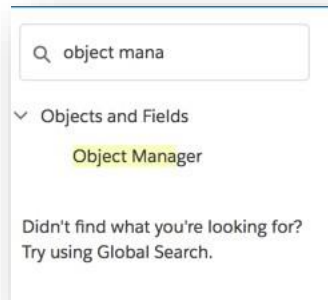 object mana
Objects and Fields
Object Manager
Didn't find what you're looking for?
Try using Global Search.